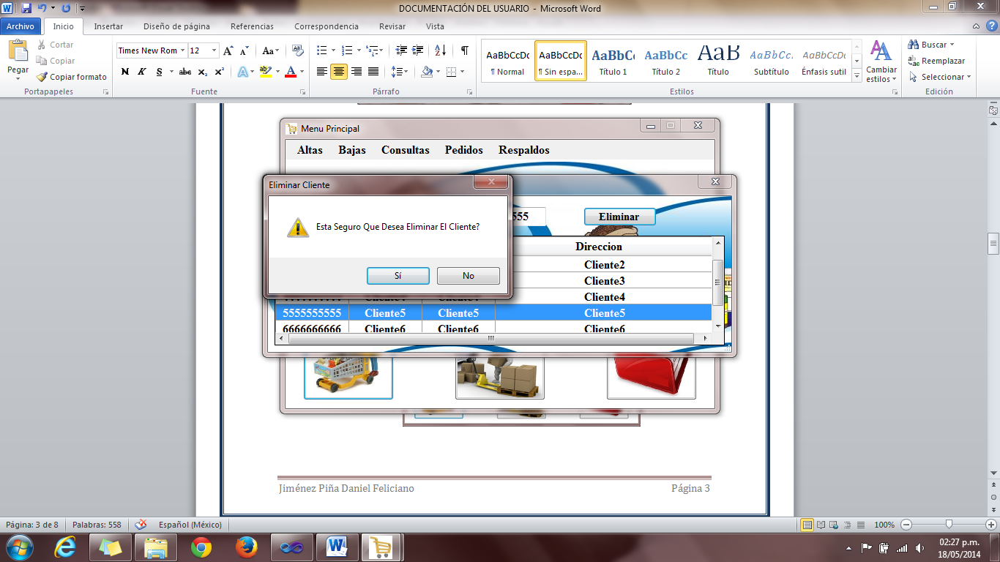 DOCUMENTACIÓN DEL USUARIO - Microsoft Word
Archivo Inicio Insertar Diseño de página Referencias Correspondencia Revisar Vista
Pegar
Cortar
Copiar
Copiar formato
Portapapeles
Times New Rom 12
N K S abc x₂ x² A ab A
Fuente
Párrafo
AaBbCcDc AaBbCcDc AaBbCc AaBbCc AaB AaBbCc. AaBbCcDc
¶ Normal ¶ Sin espa... Título 1 Título 2 Título Subtítulo Énfasis sutil
Cambiar estilos
Estilos
Buscar
Reemplazar
Seleccionar
Edición
Menu Principal
Altas Bajas Consultas Pedidos Respaldos
Eliminar Cliente
Esta Seguro Que Desea Eliminar El Cliente?
Sí No
555 Eliminar
Direccion
Cliente2
Cliente3
Cliente4
5555555555 Cliente5 Cliente5 Cliente5
6666666666 Cliente6 Cliente6 Cliente6
Jiménez Piña Daniel Feliciano Página 3
Página: 3 de 8 Palabras: 558 Español (México) 100%
02:27 p.m.
18/05/2014